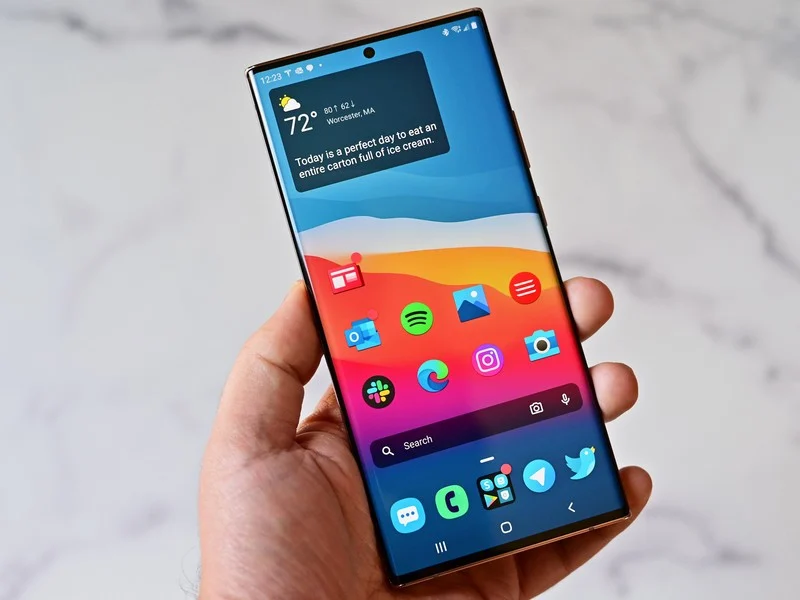 12:23
72°
80↑ 62↓
Worcester, MA
Today is a perfect day to eat an
entire carton full of ice cream.
Search